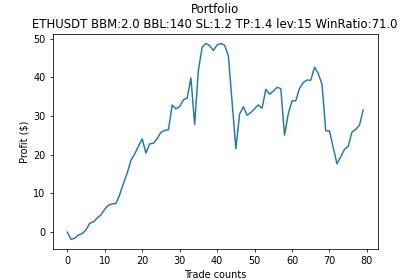 Portfolio
ETHUSDT BBM:2.0 BBL:140 SL:1.2 TP:1.4 lev:15 WinRatio:71.0
50
40
30
20
10
0
Profit ($)
0 10 20 30 40 50 60 70 80
Trade counts